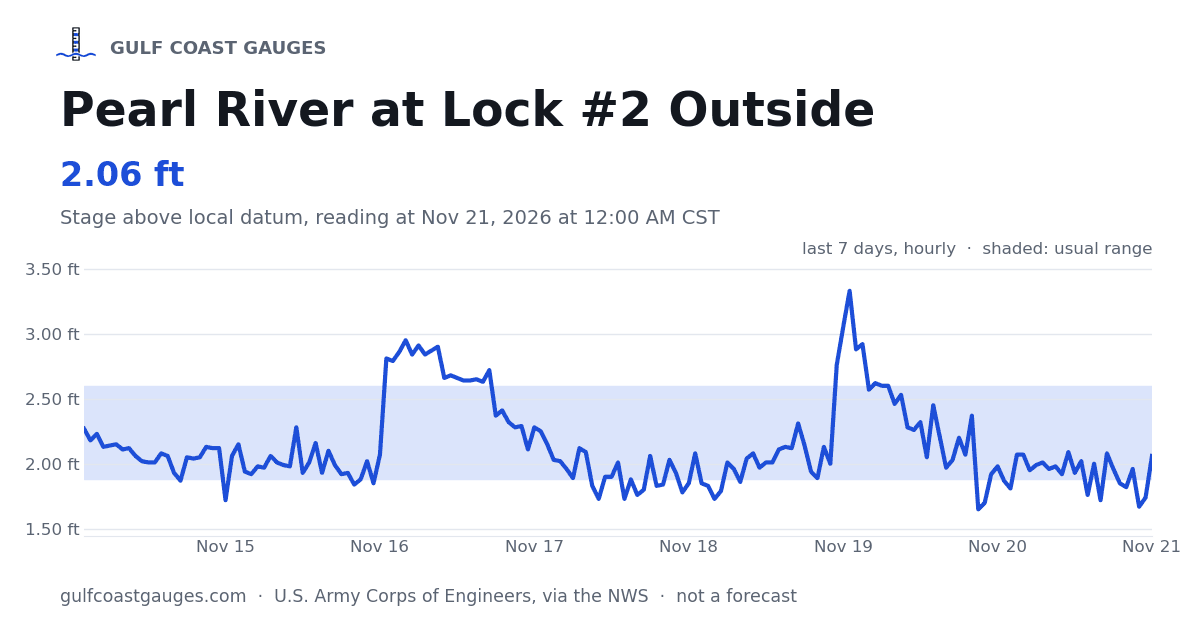 GULF COAST GAUGES
Pearl River at Lock #2 Outside
2.06 ft
Stage above local datum, reading at Nov 21, 2026 at 12:00 AM CST
last 7 days, hourly · shaded: usual range
3.50 ft
3.00 ft
2.50 ft
2.00 ft
1.50 ft
Nov 15 Nov 16 Nov 17 Nov 18 Nov 19 Nov 20 Nov 21
gulfcoastgauges.com · U.S. Army Corps of Engineers, via the NWS · not a forecast